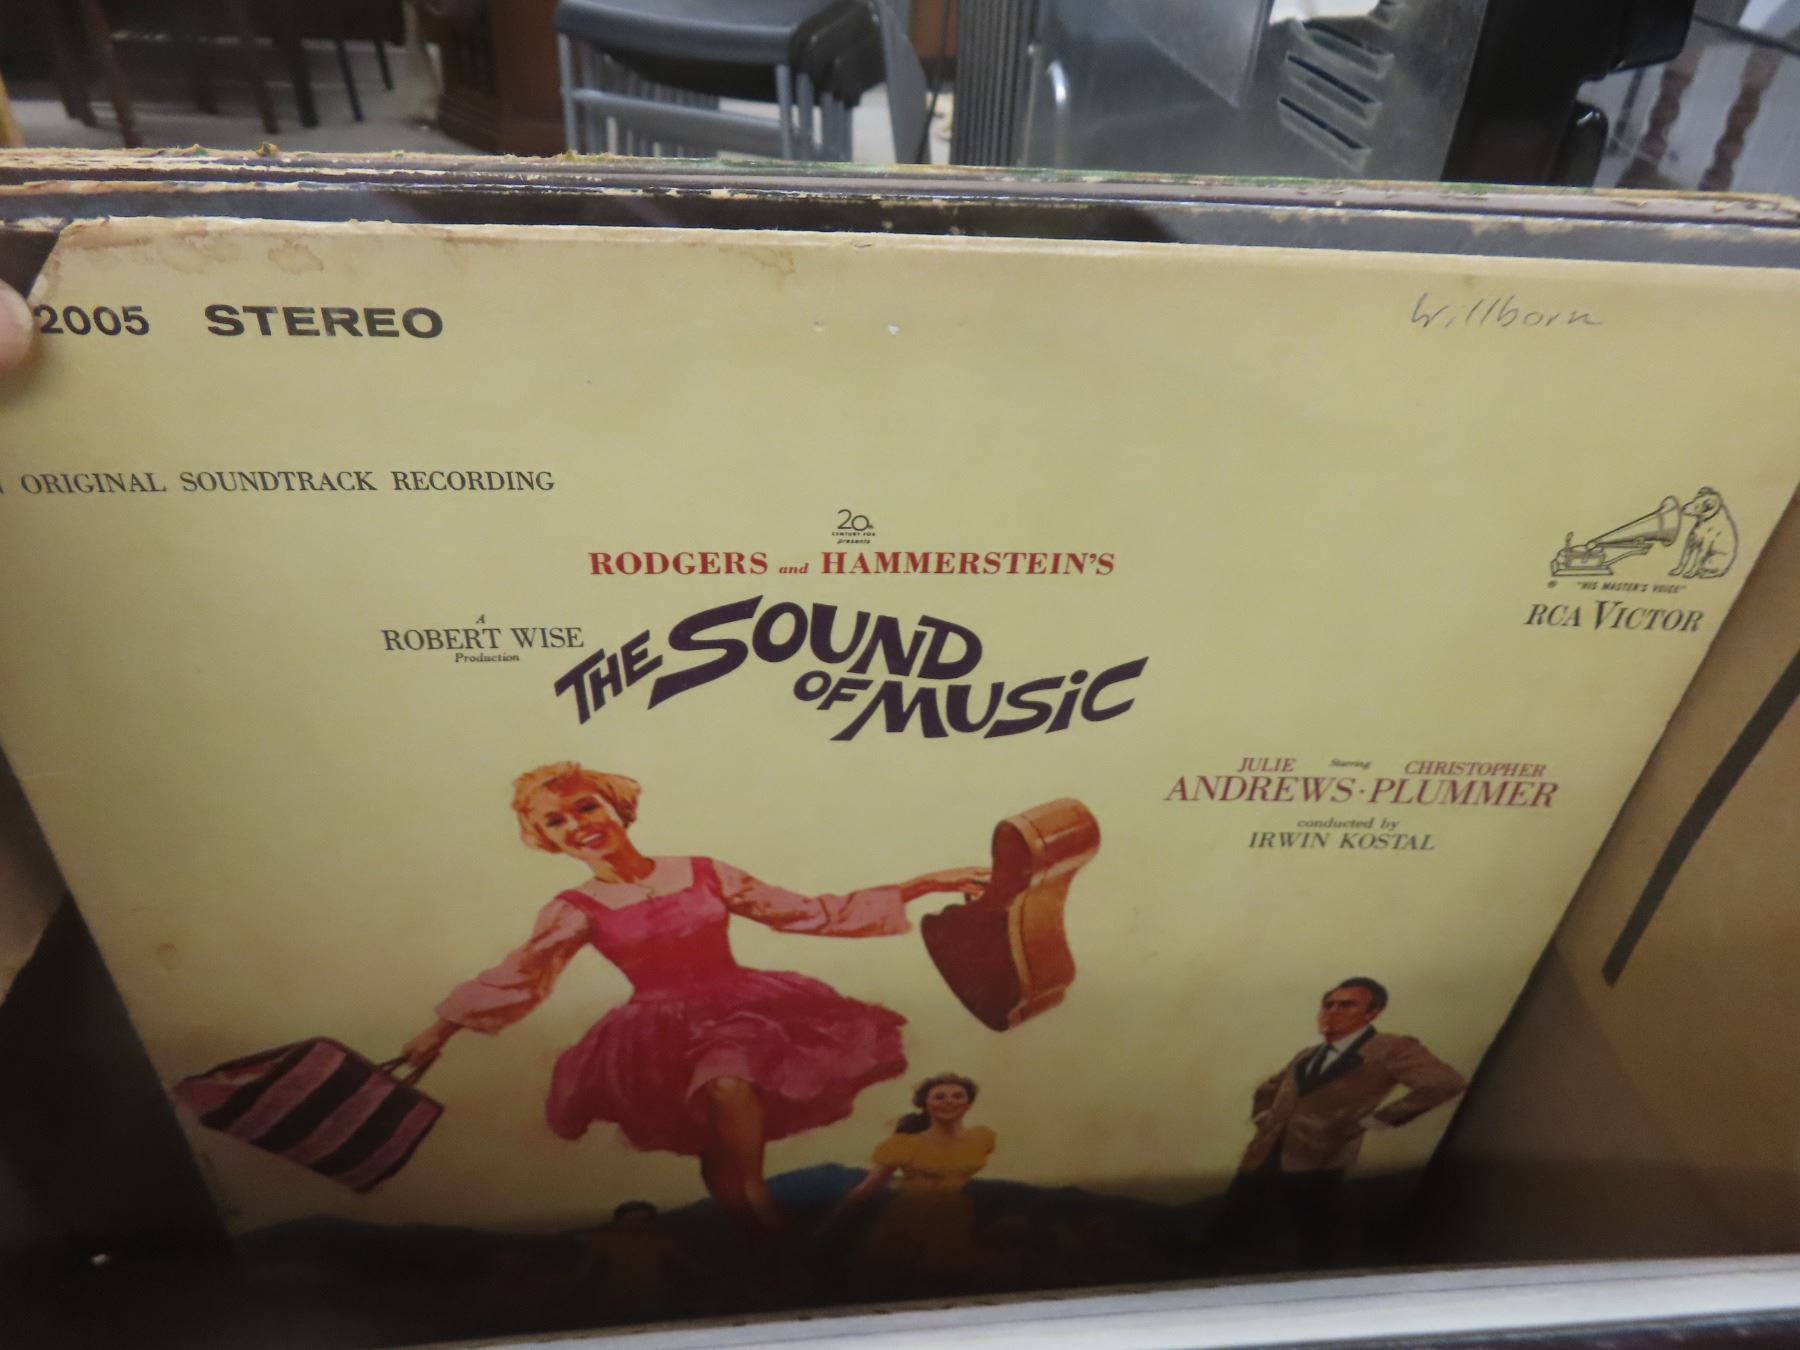 2005 STEREO
Willborn
ORIGINAL SOUNDTRACK RECORDING
20th
CENTURY FOX
presents
RODGERS and HAMMERSTEIN'S
A
ROBERT WISE
Production
THE SOUND
OF MUSIC
"HIS MASTER'S VOICE"
RCA VICTOR
Starring
JULIE CHRISTOPHER
ANDREWS · PLUMMER
conducted by
IRWIN KOSTAL